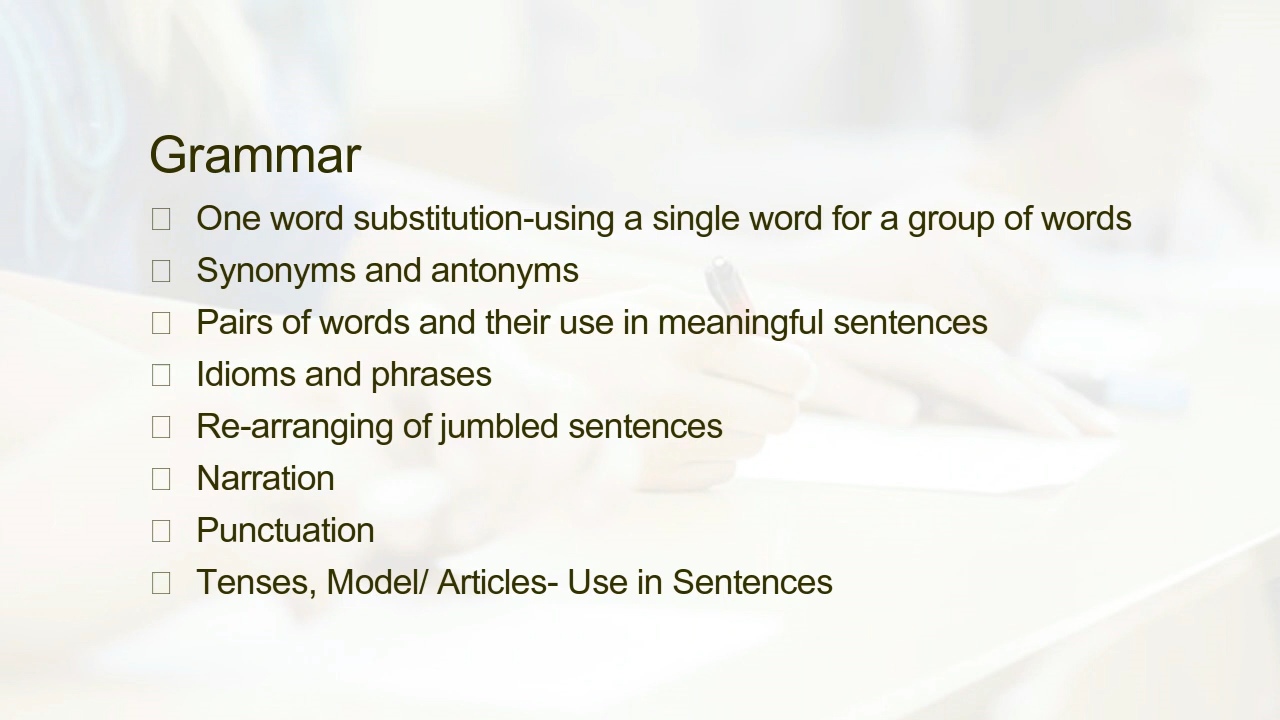 Grammar
One word substitution-using a single word for a group of words
Synonyms and antonyms
Pairs of words and their use in meaningful sentences
Idioms and phrases
Re-arranging of jumbled sentences
Narration
Punctuation
Tenses, Model/ Articles- Use in Sentences